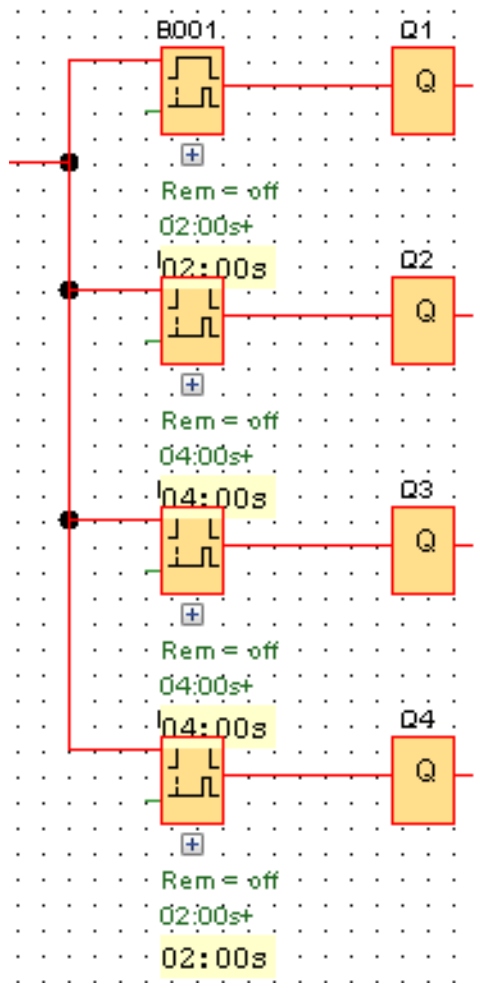 B001
Q1
Q
Rem = off
02:00s+
02:00s
Q2
Q
Rem = off
04:00s+
04:00s
Q3
Q
Rem = off
04:00s+
04:00s
Q4
Q
Rem = off
02:00s+
02:00s